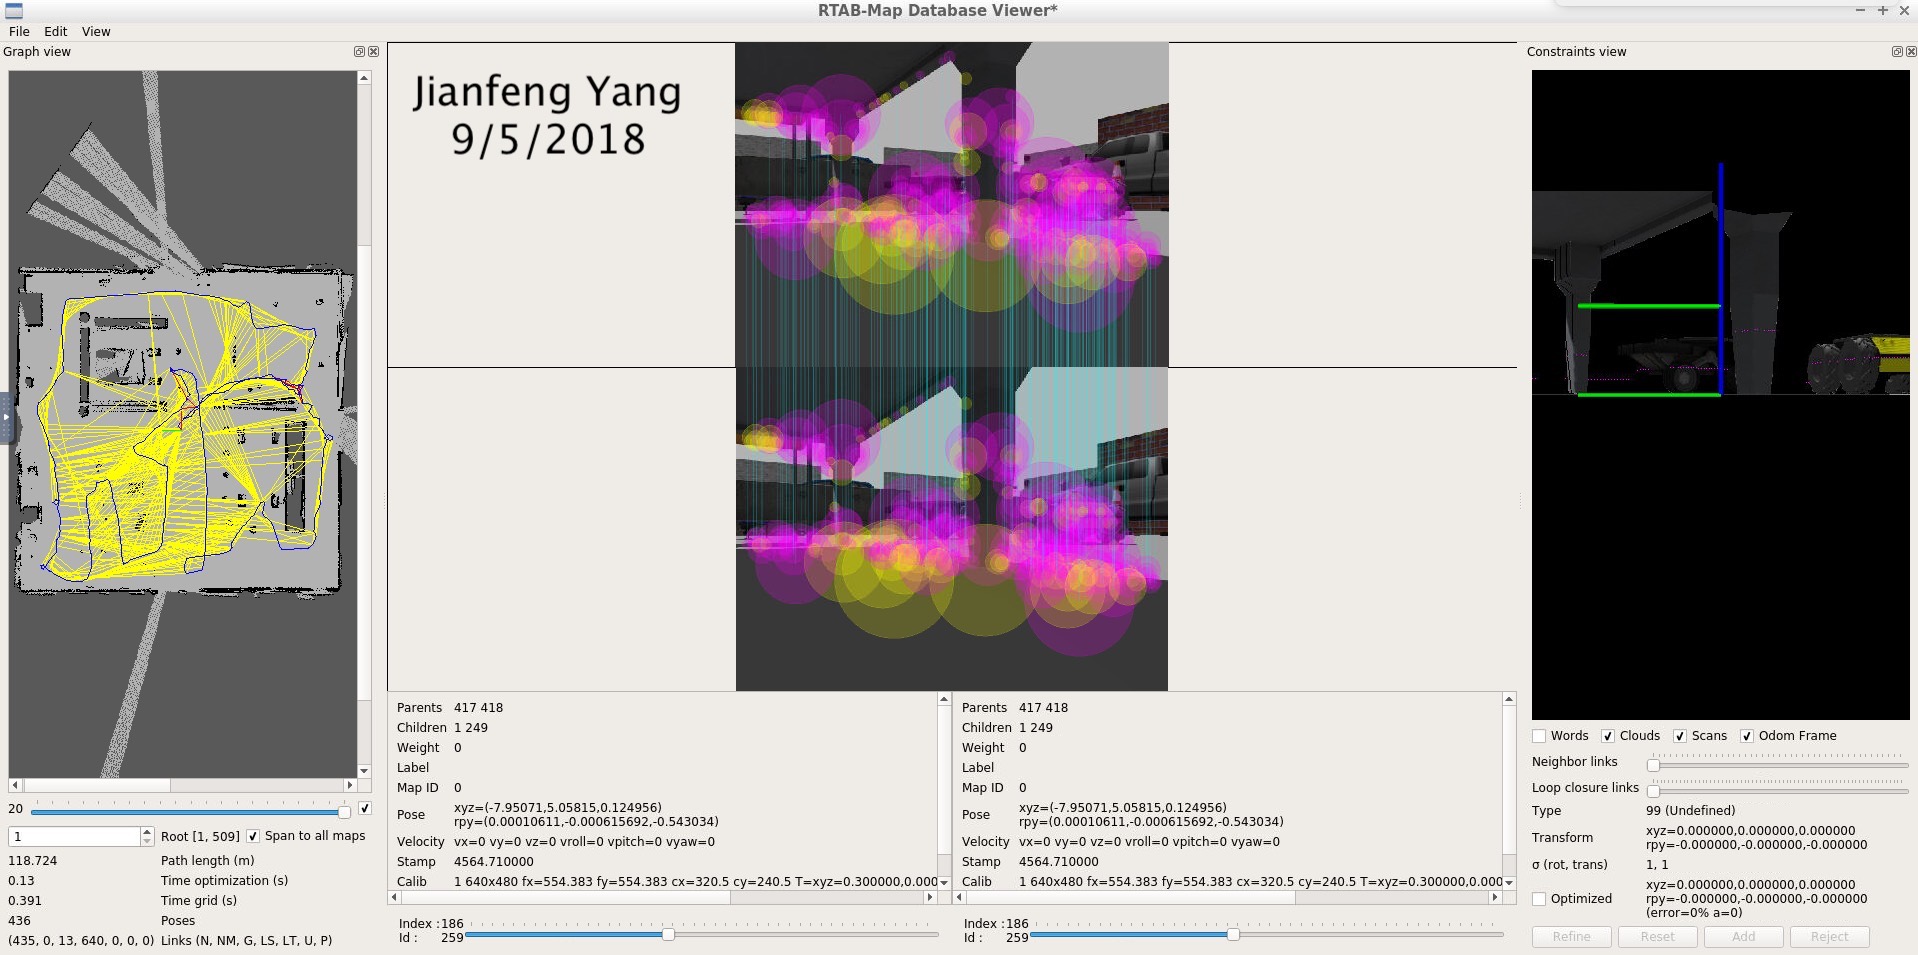 RTAB-Map Database Viewer*
File Edit View
Graph view
Jianfeng Yang
9/5/2018
20
1 Root [1, 509] Span to all maps
118.724 Path length (m)
0.13 Time optimization (s)
0.391 Time grid (s)
436 Poses
(435, 0, 13, 640, 0, 0, 0) Links (N, NM, G, LS, LT, U, P)
Parents 417 418
Children 1 249
Weight 0
Label
Map ID 0
Pose xyz=(-7.95071,5.05815,0.124956)
rpy=(0.00010611,-0.000615692,-0.543034)
Velocity vx=0 vy=0 vz=0 vroll=0 vpitch=0 vyaw=0
Stamp 4564.710000
Calib 1 640x480 fx=554.383 fy=554.383 cx=320.5 cy=240.5 T=xyz=0.300000,0.000
Index : 186
Id : 259
Parents 417 418
Children 1 249
Weight 0
Label
Map ID 0
Pose xyz=(-7.95071,5.05815,0.124956)
rpy=(0.00010611,-0.000615692,-0.543034)
Velocity vx=0 vy=0 vz=0 vroll=0 vpitch=0 vyaw=0
Stamp 4564.710000
Calib 1 640x480 fx=554.383 fy=554.383 cx=320.5 cy=240.5 T=xyz=0.300000,0.000
Index : 186
Id : 259
Constraints view
Words Clouds Scans Odom Frame
Neighbor links
Loop closure links
Type 99 (Undefined)
Transform xyz=0.000000,0.000000,0.000000
rpy=-0.000000,-0.000000,-0.000000
σ (rot, trans) 1, 1
Optimized xyz=0.000000,0.000000,0.000000
rpy=-0.000000,-0.000000,-0.000000
(error=0% a=0)
Refine Reset Add Reject